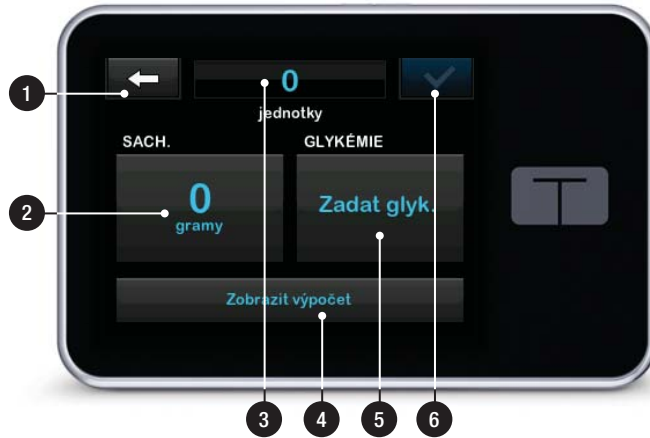 0
jednotky
SACH.
GLYKÉMIE
0
gramy
Zadat glyk.
Zobrazit výpočet
1
2
3
4
5
6